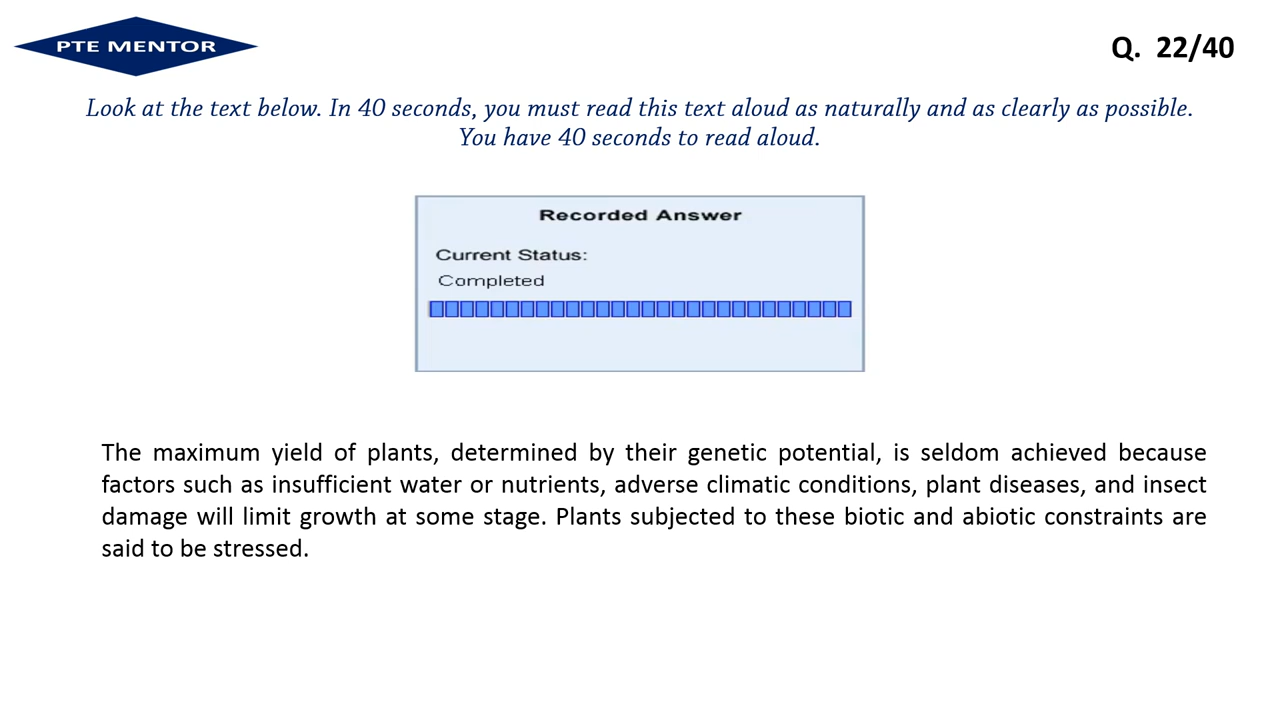 PTE MENTOR
Q. 22/40
Look at the text below. In 40 seconds, you must read this text aloud as naturally and as clearly as possible.
You have 40 seconds to read aloud.
Recorded Answer
Current Status:
Completed
The maximum yield of plants, determined by their genetic potential, is seldom achieved because
factors such as insufficient water or nutrients, adverse climatic conditions, plant diseases, and insect
damage will limit growth at some stage. Plants subjected to these biotic and abiotic constraints are
said to be stressed.